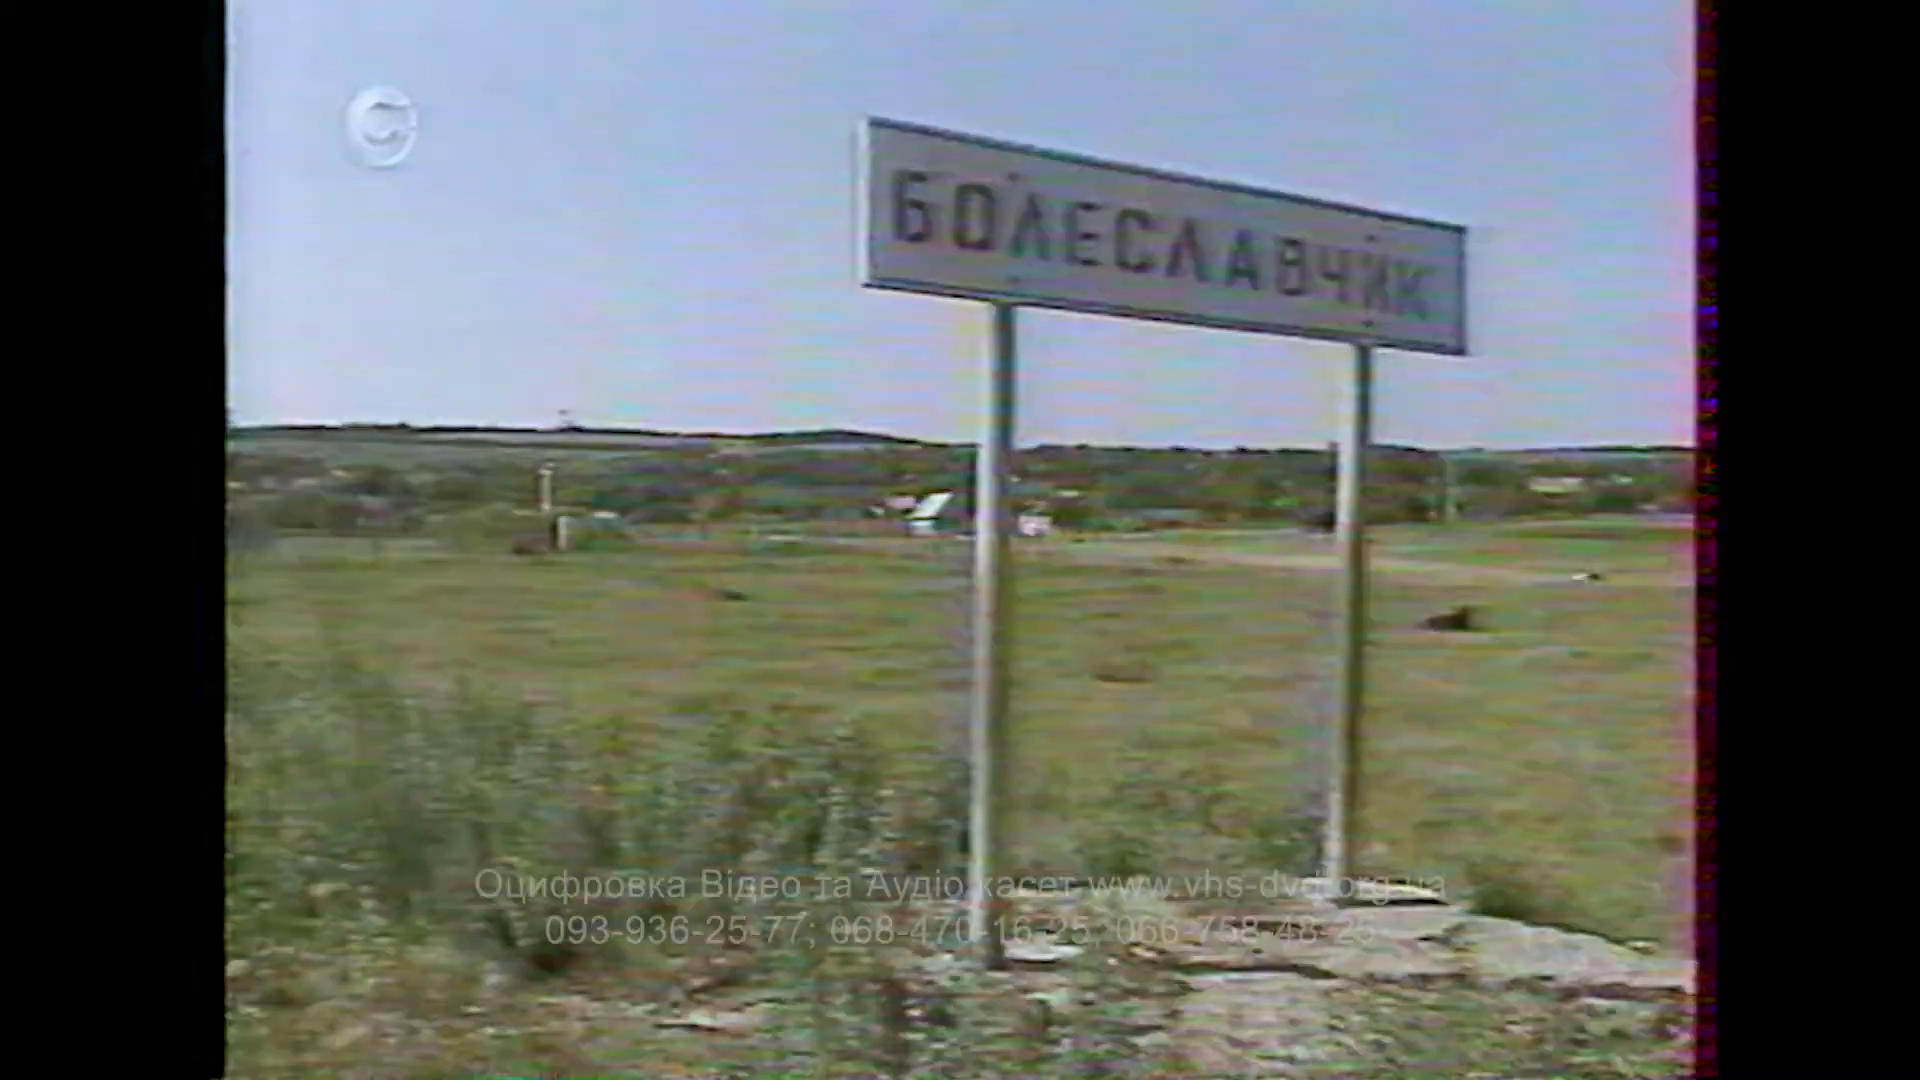 БОЛЕСЛАВЧИК
Оцифровка Відео та Аудіо касет www.vhs-dvd.org.ua
093-936-25-77; 068-470-16-25; 066-758-48-25